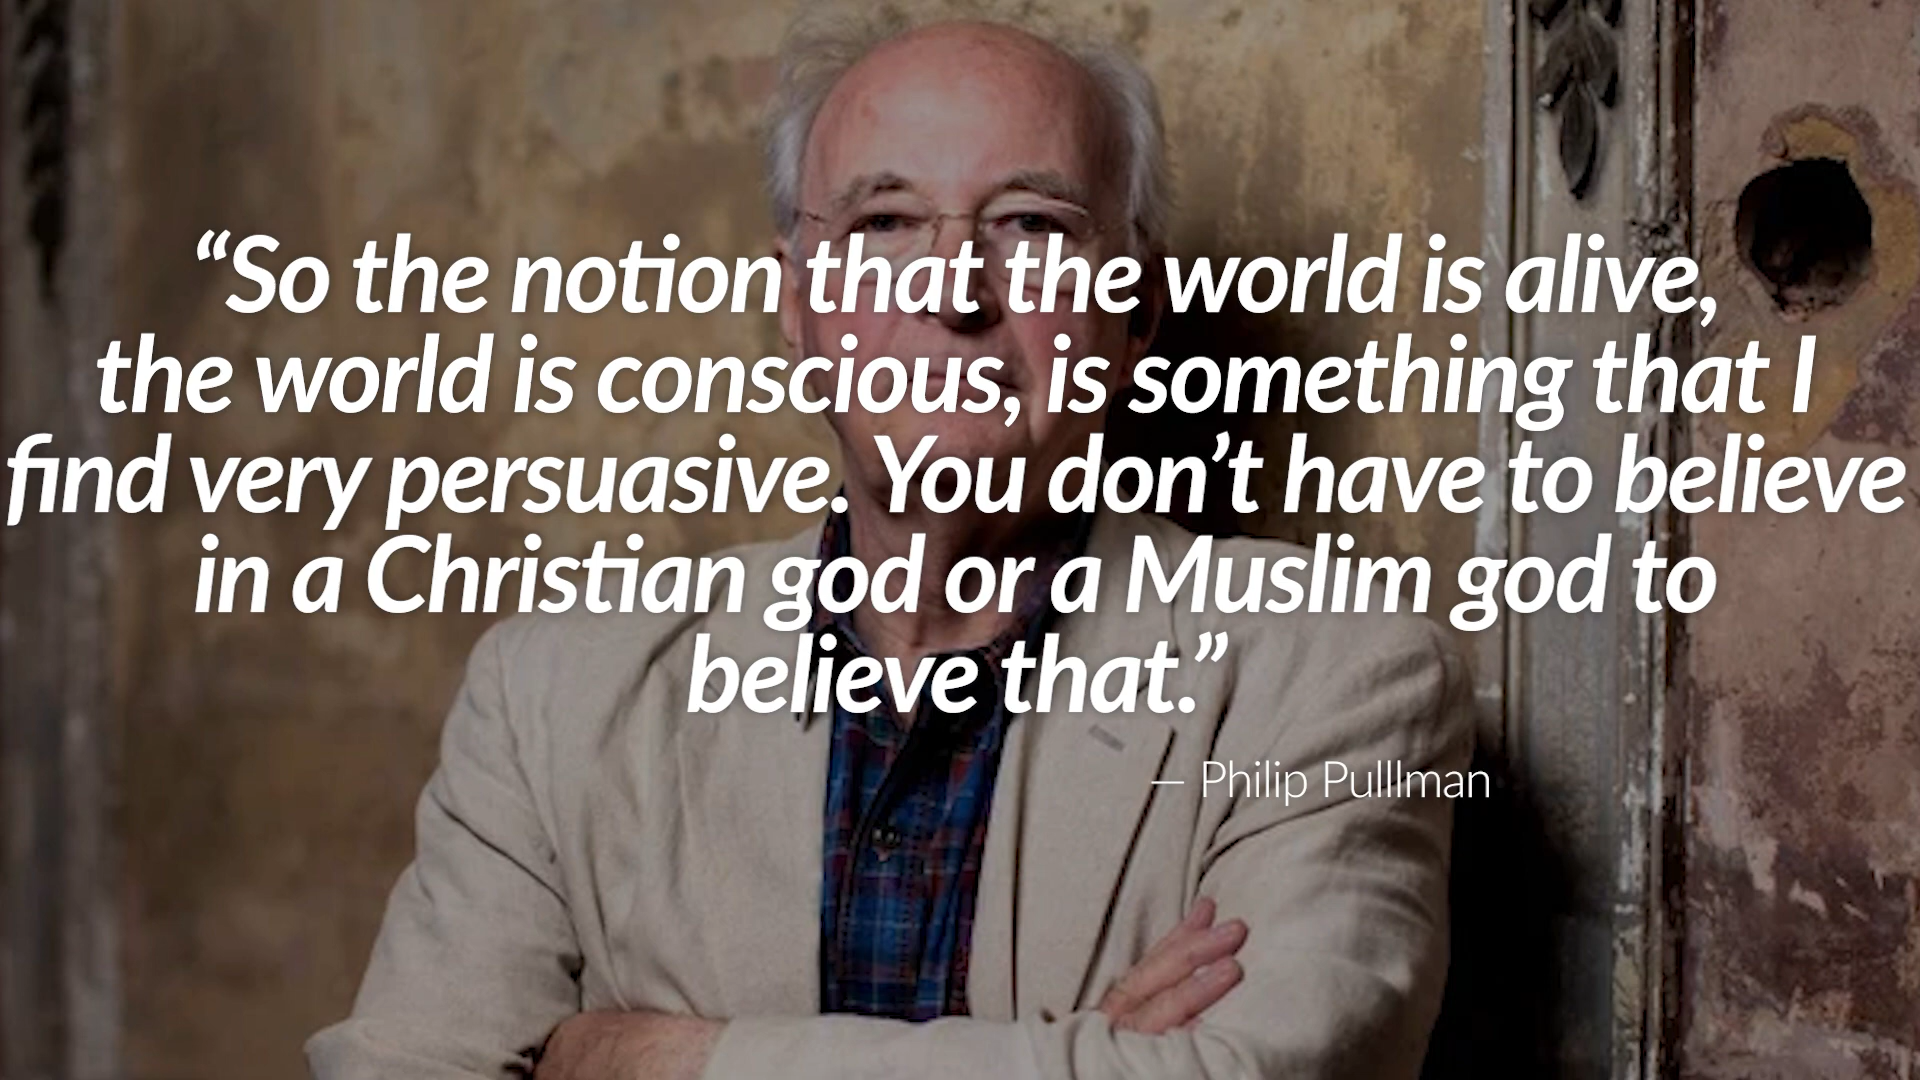 “So the notion that the world is alive,
the world is conscious, is something that I
find very persuasive. You don’t have to believe
in a Christian god or a Muslim god to
believe that.”
— Philip Pulllman